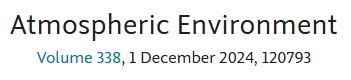 Atmospheric Environment
Volume 338, 1 December 2024, 120793